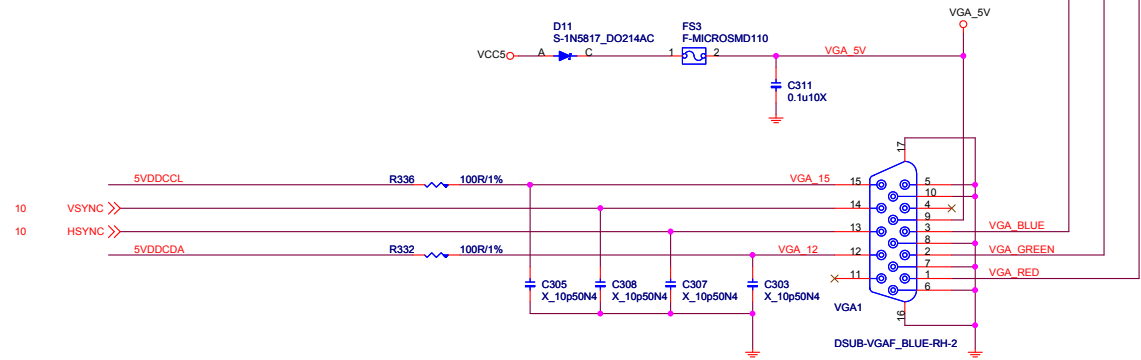 VGA_5V
D11
S-1N5817_DO214AC
FS3
F-MICROSMD110
VCC5
A
C
1
2
VGA_5V
C311
0.1u10X
17
5VDDCCL
R336
100R/1%
VGA_15
15
5
10
10
VSYNC
14
4
9
10
HSYNC
13
3
VGA_BLUE
8
5VDDCDA
R332
100R/1%
VGA_12
12
2
VGA_GREEN
7
11
1
VGA_RED
6
C305
X_10p50N4
C308
X_10p50N4
C307
X_10p50N4
C303
X_10p50N4
VGA1
16
DSUB-VGAF_BLUE-RH-2